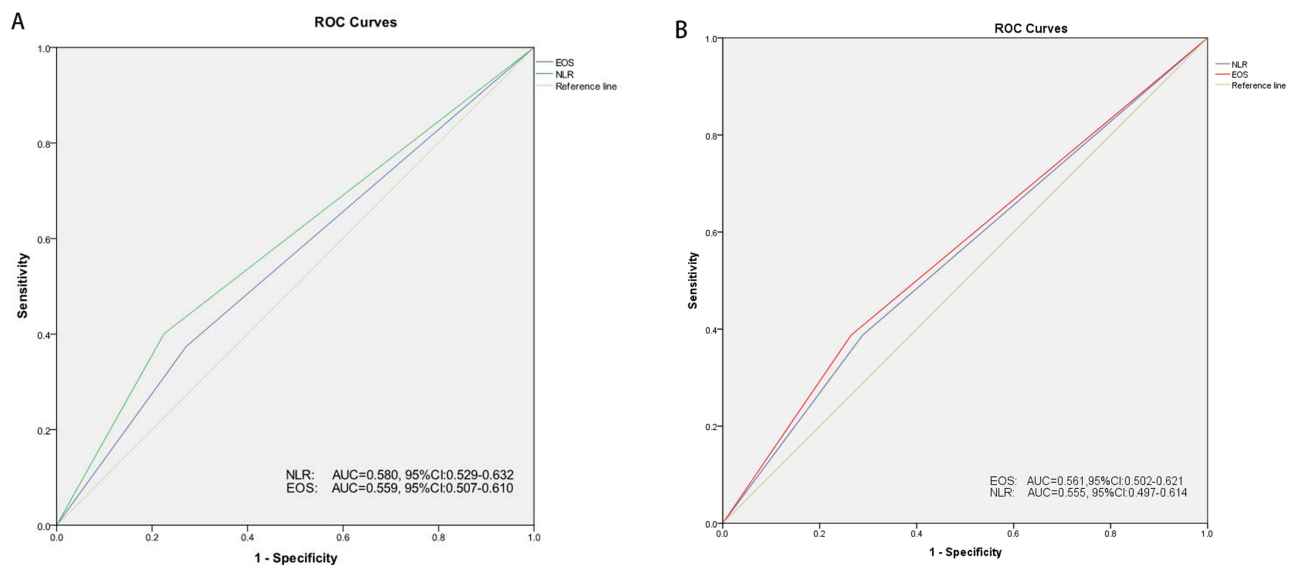 A
ROC Curves
1.0
0.8
0.6
0.4
0.2
0.0
Sensitivity
EOS
NLR
Reference line
NLR: AUC=0.580, 95%CI:0.529-0.632
EOS: AUC=0.559, 95%CI:0.507-0.610
0.0 0.2 0.4 0.6 0.8 1.0
1 - Specificity
B
ROC Curves
1.0
0.8
0.6
0.4
0.2
0.0
Sensitivity
NLR
EOS
Reference line
EOS: AUC=0.561,95%CI:0.502-0.621
NLR: AUC=0.555, 95%CI:0.497-0.614
0.0 0.2 0.4 0.6 0.8 1.0
1 - Specificity